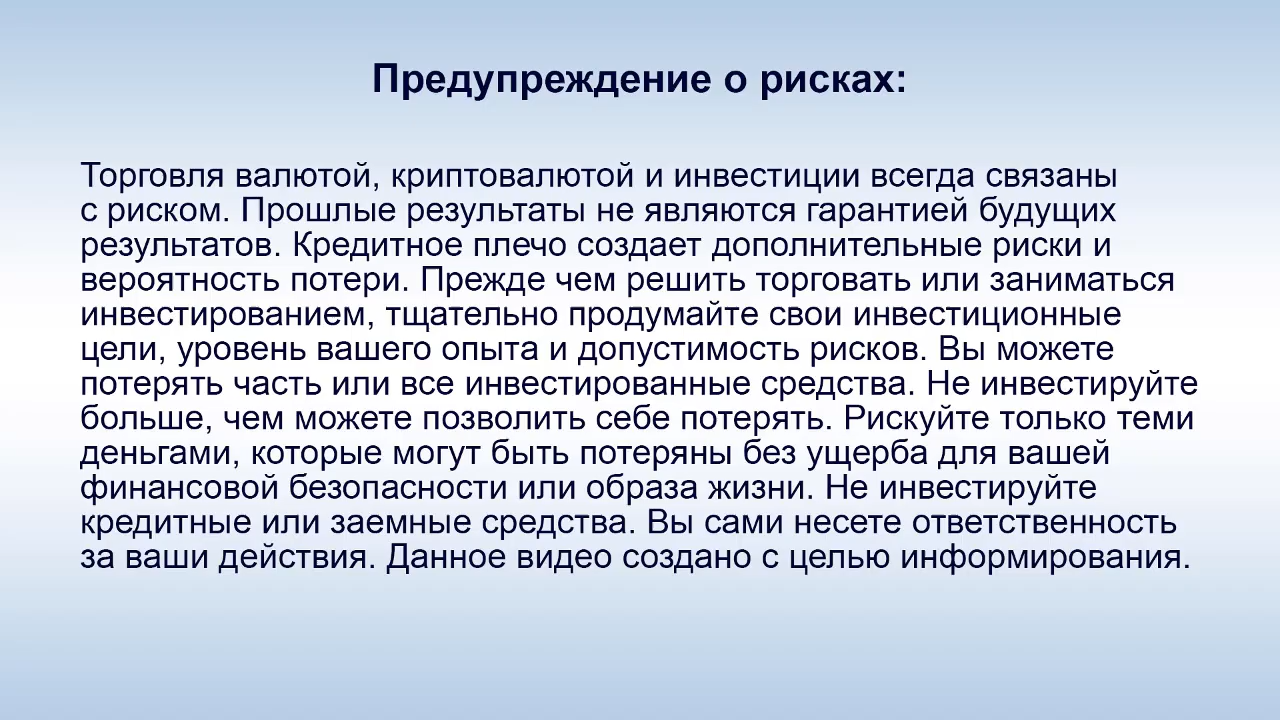 Предупреждение о рисках:
Торговля валютой, криптовалютой и инвестиции всегда связаны
с риском. Прошлые результаты не являются гарантией будущих
результатов. Кредитное плечо создает дополнительные риски и
вероятность потери. Прежде чем решить торговать или заниматься
инвестированием, тщательно продумайте свои инвестиционные
цели, уровень вашего опыта и допустимость рисков. Вы можете
потерять часть или все инвестированные средства. Не инвестируйте
больше, чем можете позволить себе потерять. Рискуйте только теми
деньгами, которые могут быть потеряны без ущерба для вашей
финансовой безопасности или образа жизни. Не инвестируйте
кредитные или заемные средства. Вы сами несете ответственность
за ваши действия. Данное видео создано с целью информирования.